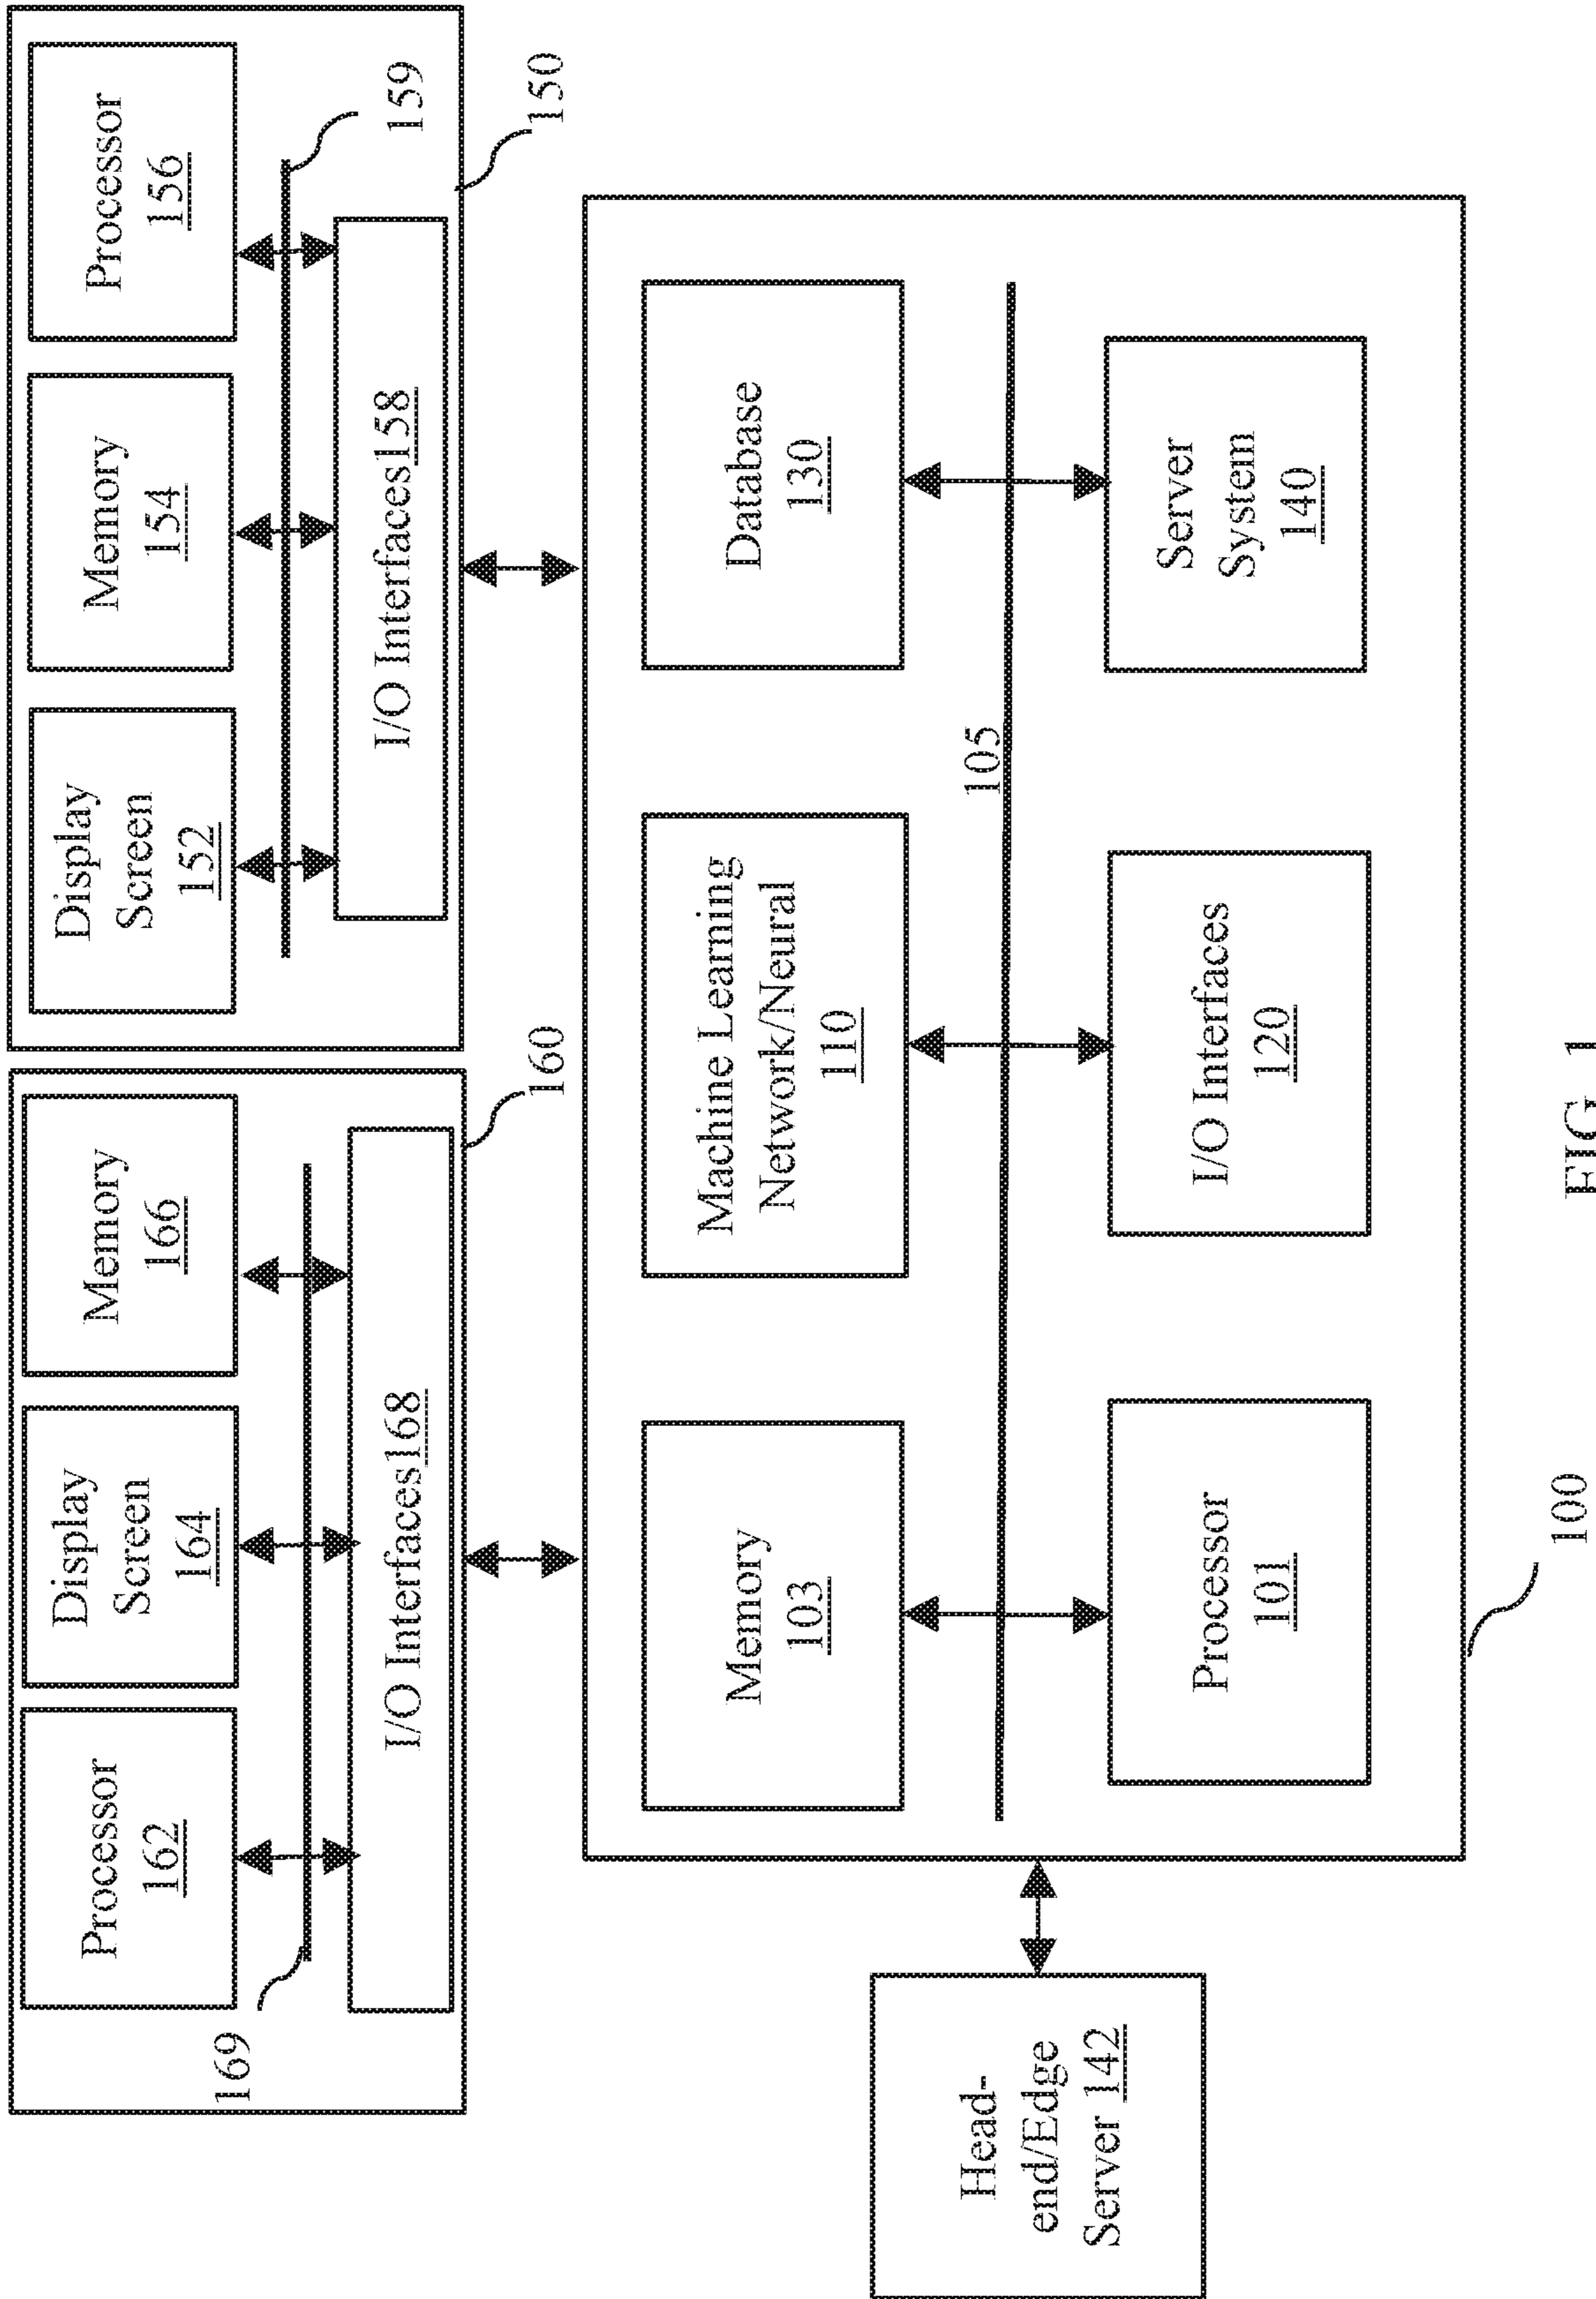 Processor
162
Display
Screen
164
Memory
166
169
I/O Interfaces168
160
Display
Screen
152
Memory
154
Processor
156
159
I/O Interfaces158
150
Memory
103
Machine Learning
Network/Neural
110
Database
130
105
Processor
101
I/O Interfaces
120
Server
System
140
Head-
end/Edge
Server 142
100
FIG. 1